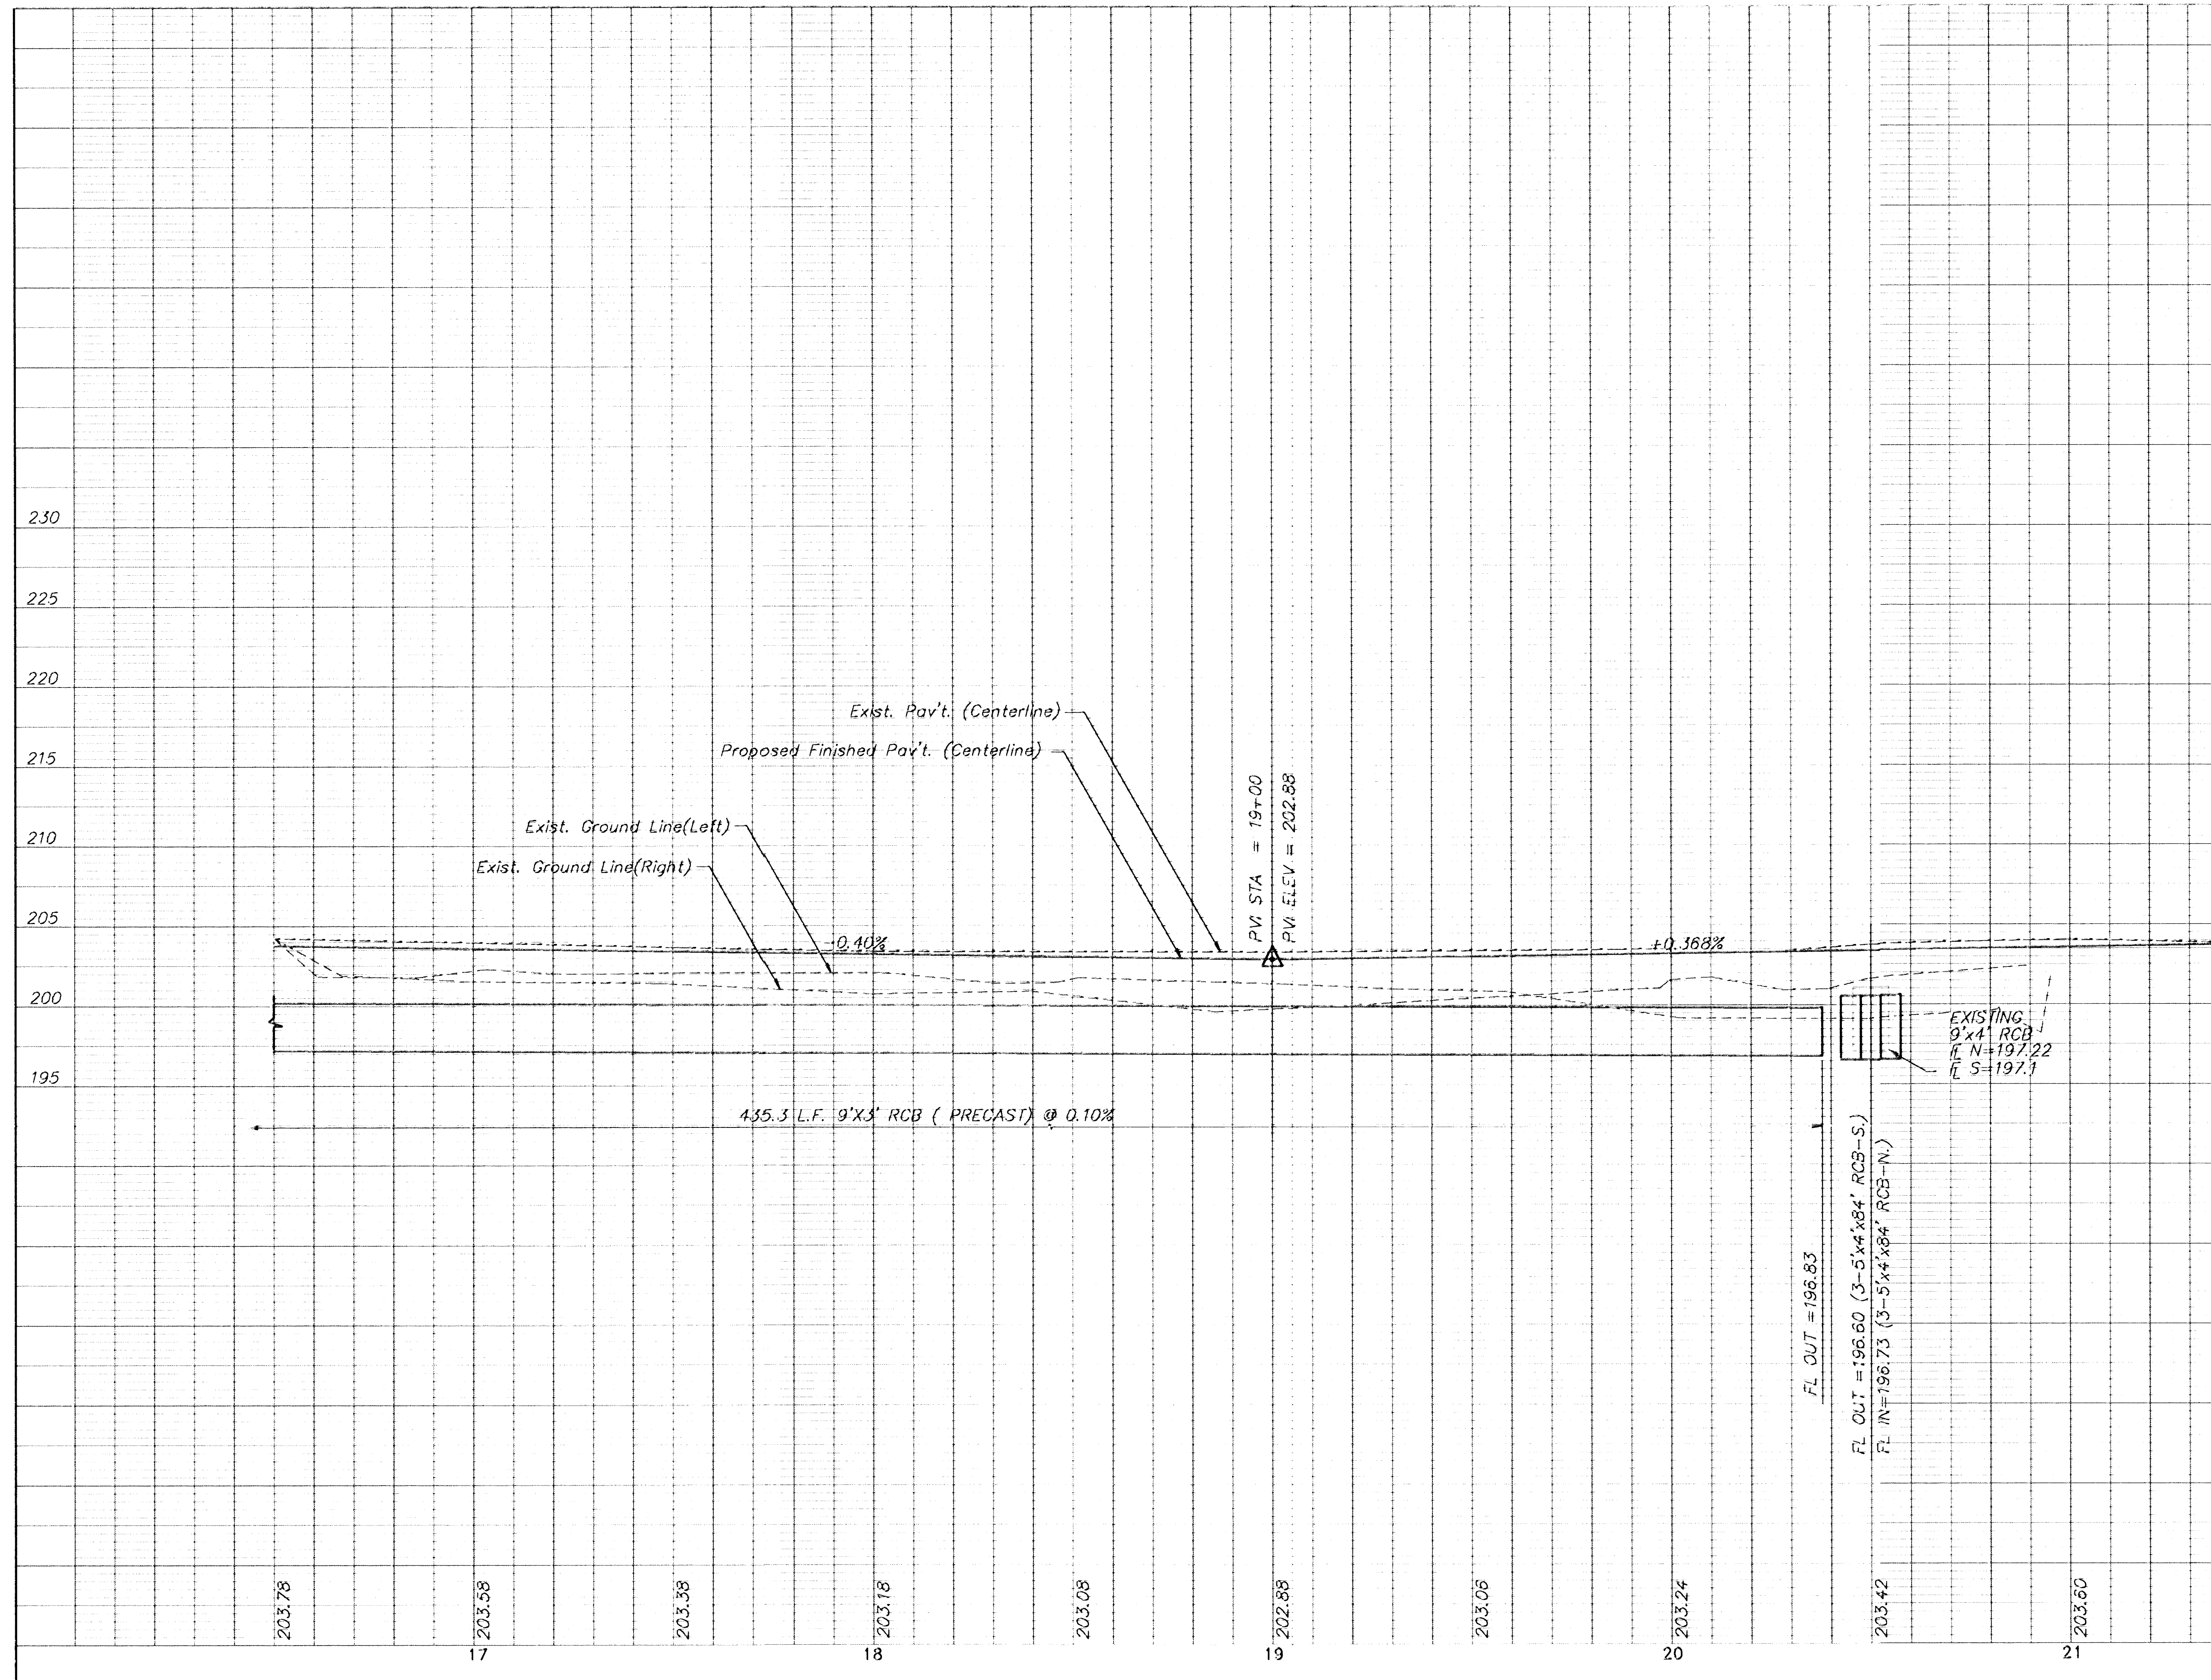 230
225
220
215
210
205
200
195
Exist. Pav't. (Centerline)
Proposed Finished Pav't. (Centerline)
Exist. Ground Line(Left)
Exist. Ground Line(Right)
PVI STA = 19+00
PVI ELEV = 202.88
-0.40%
+0.368%
EXISTING
9'x4' RCB
FL N=197.22
FL S=197.1
435.3 L.F. 9'X3' RCB ( PRECAST) @ 0.10%
FL OUT =196.83
FL OUT =196.60 (3-5'x4'x84' RCB-S.)
FL IN=196.73 (3-5'x4'x84' RCB-N.)
203.78
203.58
203.38
203.18
203.08
202.88
203.06
203.24
203.42
203.60
17
18
19
20
21